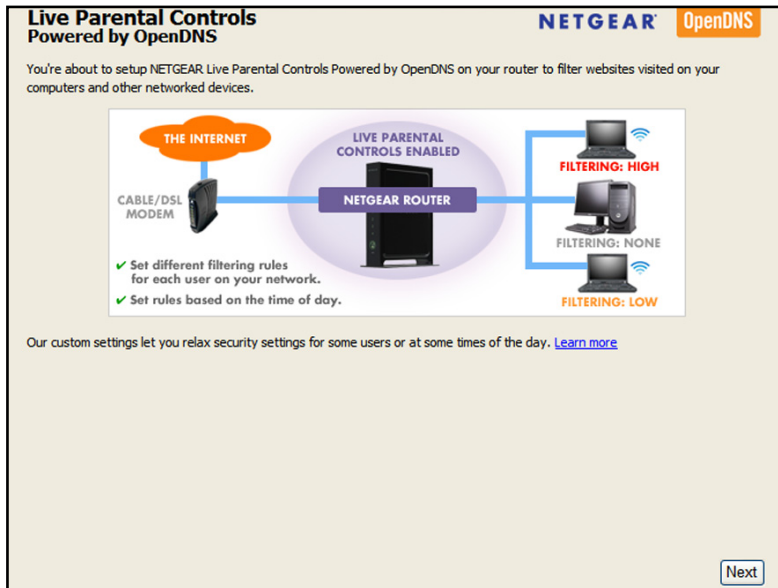 Live Parental Controls
Powered by OpenDNS
NETGEAR
OpenDNS
You're about to setup NETGEAR Live Parental Controls Powered by OpenDNS on your router to filter websites visited on your
computers and other networked devices.
THE INTERNET
CABLE/DSL
MODEM
LIVE PARENTAL
CONTROLS ENABLED
NETGEAR ROUTER
FILTERING: HIGH
FILTERING: NONE
FILTERING: LOW
✓ Set different filtering rules
for each user on your network.
✓ Set rules based on the time of day.
Our custom settings let you relax security settings for some users or at some times of the day. Learn more
Next